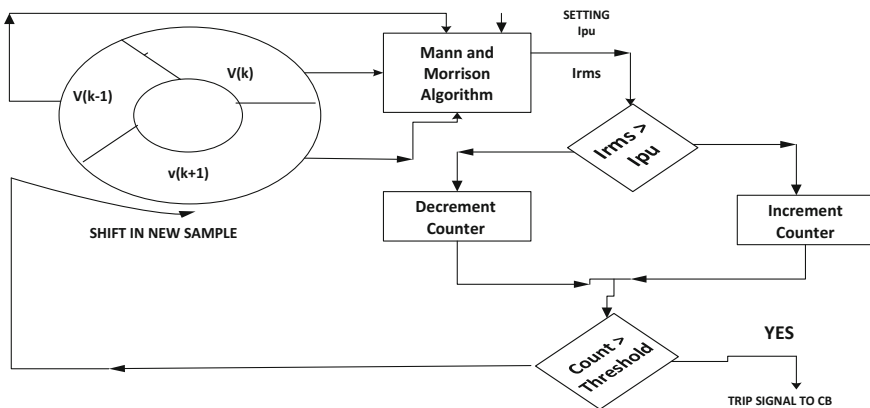 SETTING
Ipu
Mann and
Morrison
Algorithm
V(k)
V(k-1)
Irms
Irms >
Ipu
v(k+1)
Decrement
Counter
Increment
Counter
SHIFT IN NEW SAMPLE
Count >
Threshold
YES
TRIP SIGNAL TO CB